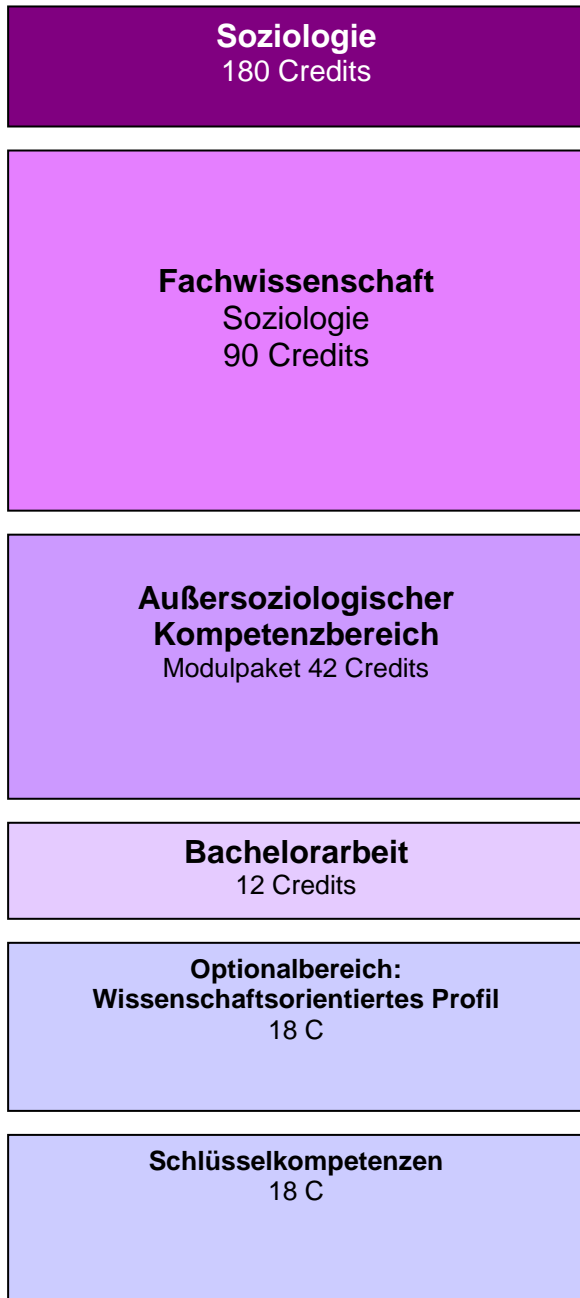 Soziologie
180 Credits
Fachwissenschaft
Soziologie
90 Credits
Außersoziologischer
Kompetenzbereich
Modulpaket 42 Credits
Bachelorarbeit
12 Credits
Optionalbereich:
Wissenschaftsorientiertes Profil
18 C
Schlüsselkompetenzen
18 C